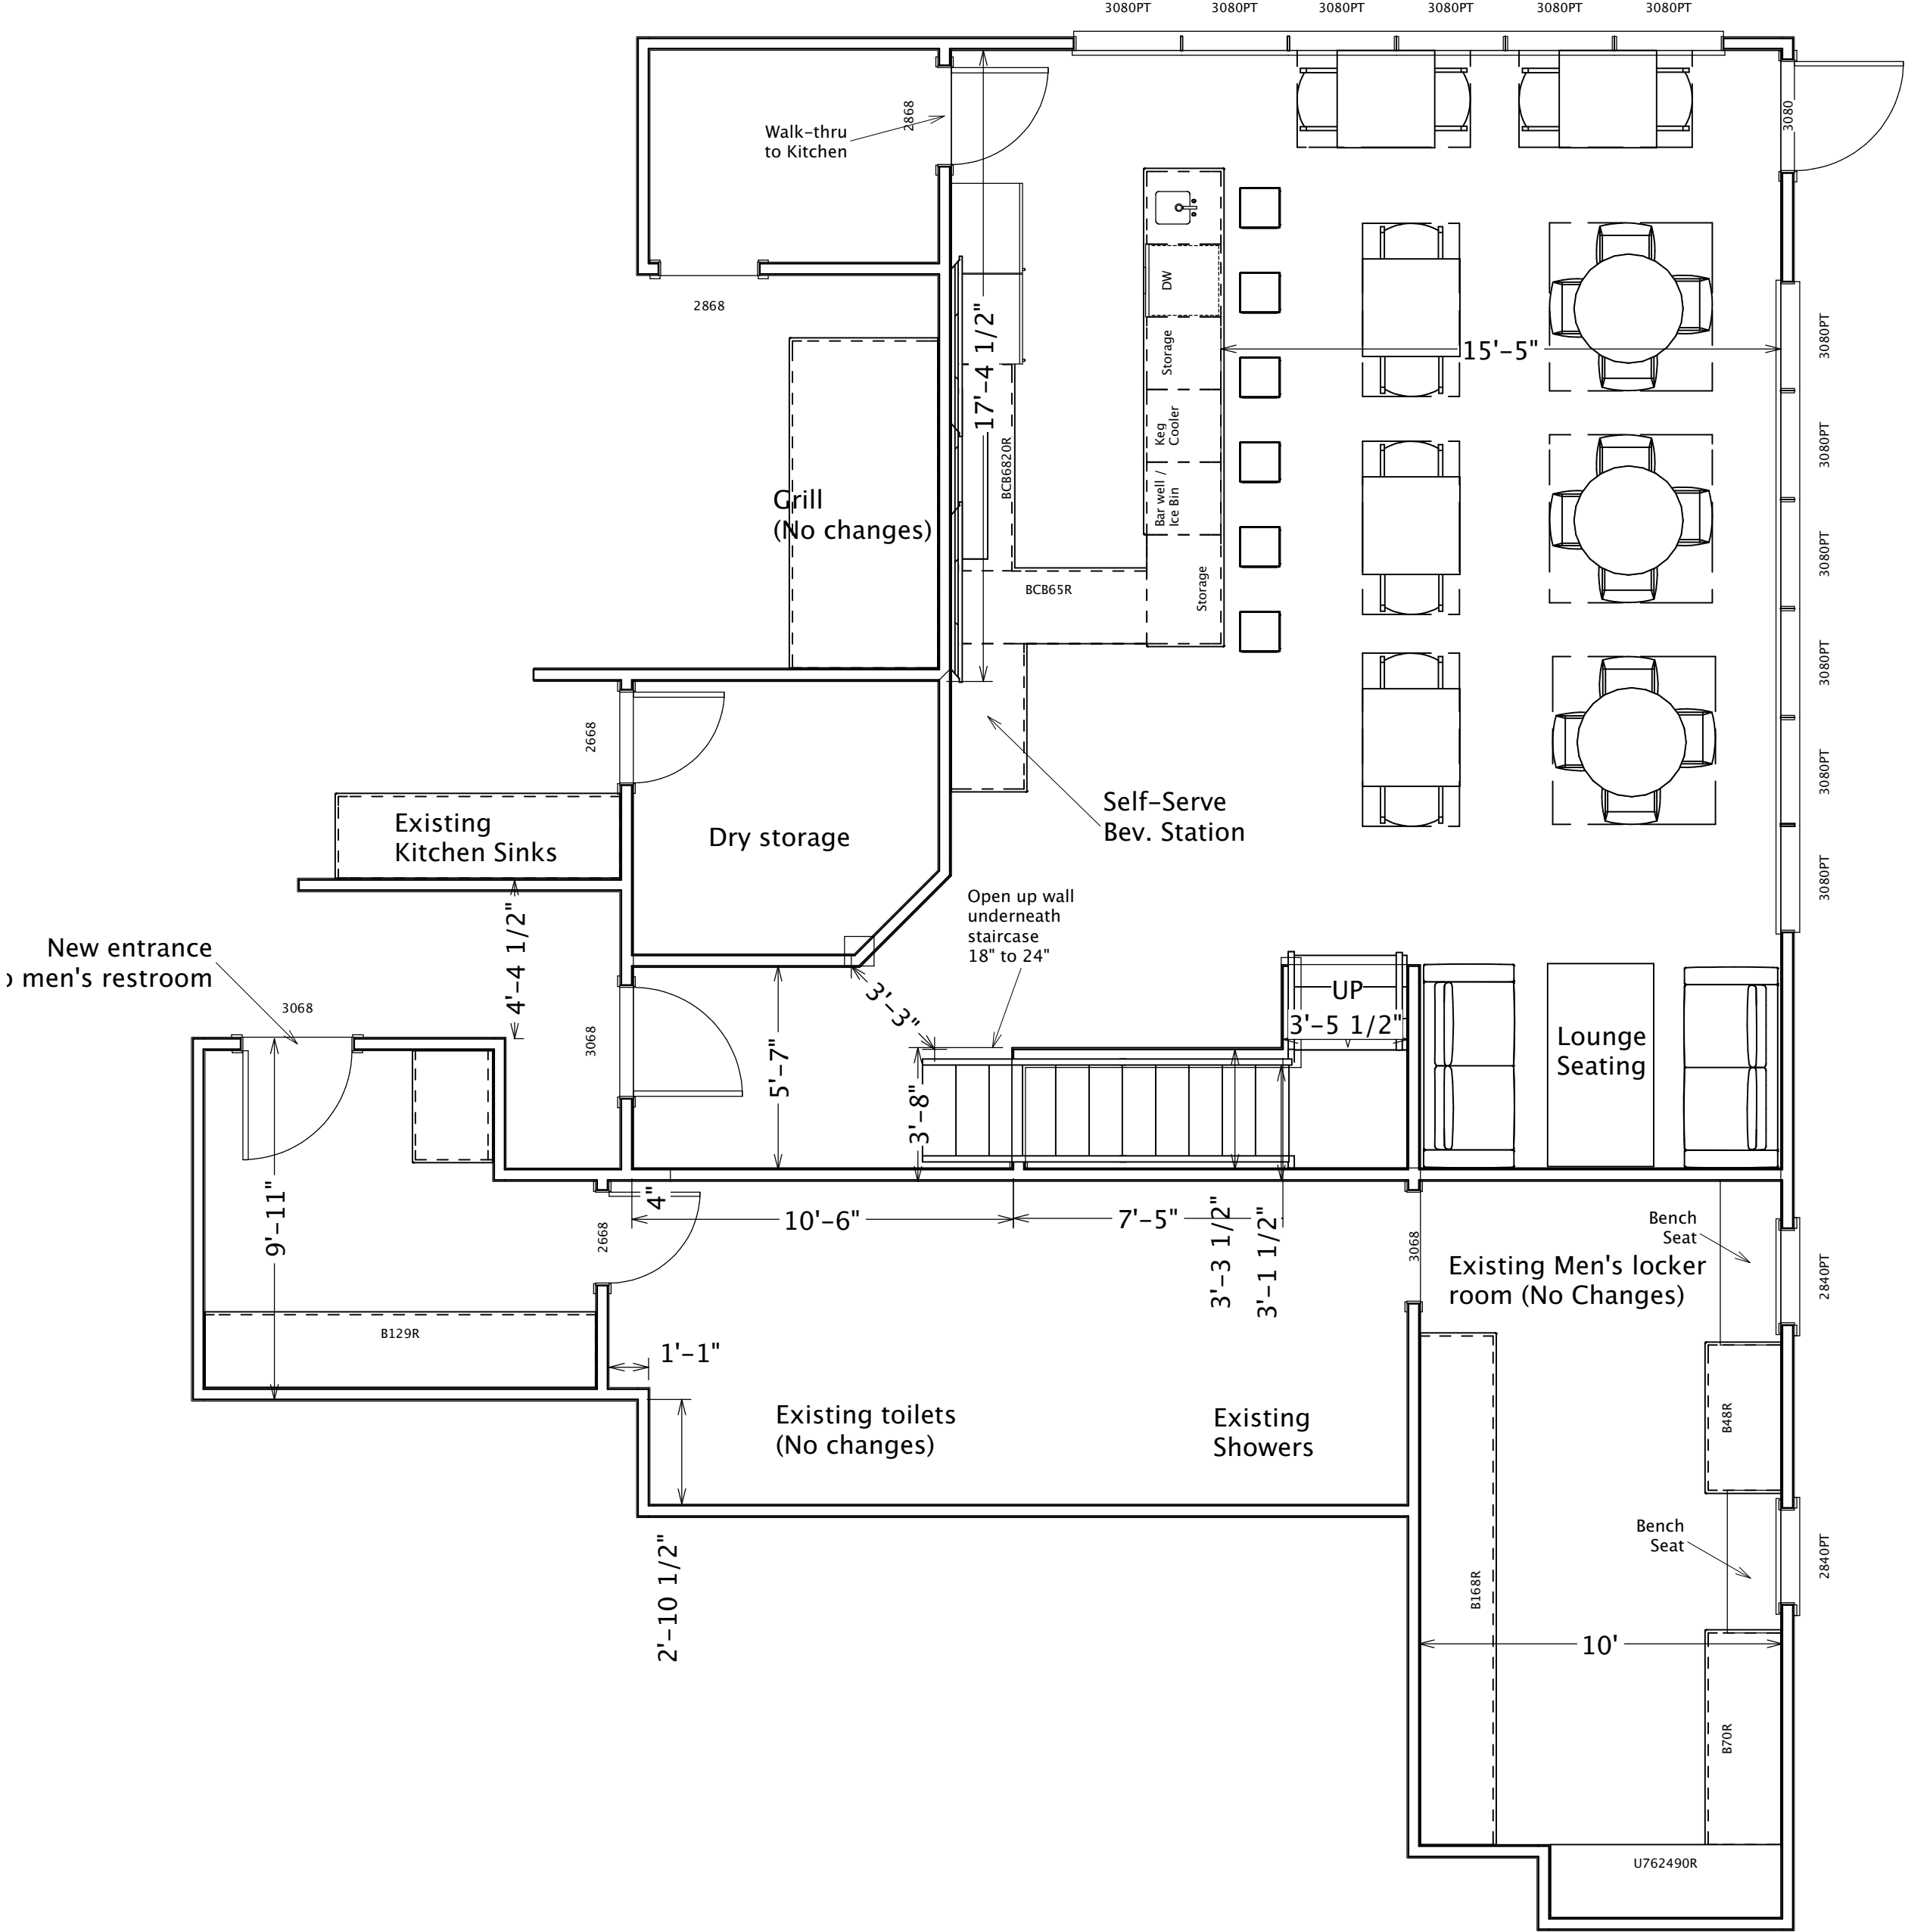 3080PT 3080PT 3080PT 3080PT 3080PT 3080PT
2868
3080
Walk-thru
to Kitchen
2868
DW
Storage
Keg
Cooler
Bar well /
Ice Bin
Storage
17'-4 1/2"
15'-5"
BCB6820R
BCB65R
3080PT
3080PT
3080PT
3080PT
3080PT
3080PT
Grill
(No changes)
2668
Self-Serve
Bev. Station
Existing
Kitchen Sinks
Dry storage
Open up wall
underneath
staircase
18" to 24"
4'-4 1/2"
New entrance
men's restroom
3068
3068
3'-3"
UP
3'-5 1/2"
5'-7"
3'-8"
Lounge
Seating
9'-11"
4"
10'-6"
7'-5"
3'-3 1/2"
3'-1 1/2"
2668
3068
Bench
Seat
Existing Men's locker
room (No Changes)
2840PT
B129R
1'-1"
Existing toilets
(No changes)
Existing
Showers
B48R
2'-10 1/2"
Bench
Seat
2840PT
B168R
10'
B70R
U762490R